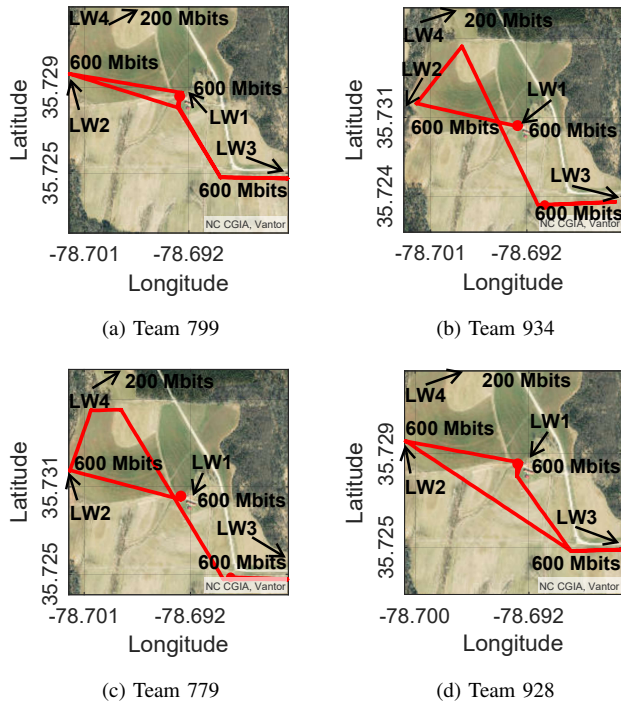 LW4 200 Mbits
600 Mbits
600 Mbits
LW1
LW2
LW3
600 Mbits
NC CGIA, Vantor
35.729
35.725
Latitude
-78.701 -78.692
Longitude
(a) Team 799
LW4 200 Mbits
LW2
LW1
600 Mbits 600 Mbits
LW3
600 Mbits
NC CGIA, Vantor
35.731
35.724
Latitude
-78.701 -78.692
Longitude
(b) Team 934
200 Mbits
LW4
600 Mbits LW1
600 Mbits
LW2
LW3
600 Mbits
NC CGIA, Vantor
35.731
35.725
Latitude
-78.701 -78.692
Longitude
(c) Team 779
200 Mbits
LW4
600 Mbits LW1
600 Mbits
LW2
LW3
600 Mbits
NC CGIA, Vantor
35.729
35.725
Latitude
-78.700 -78.692
Longitude
(d) Team 928